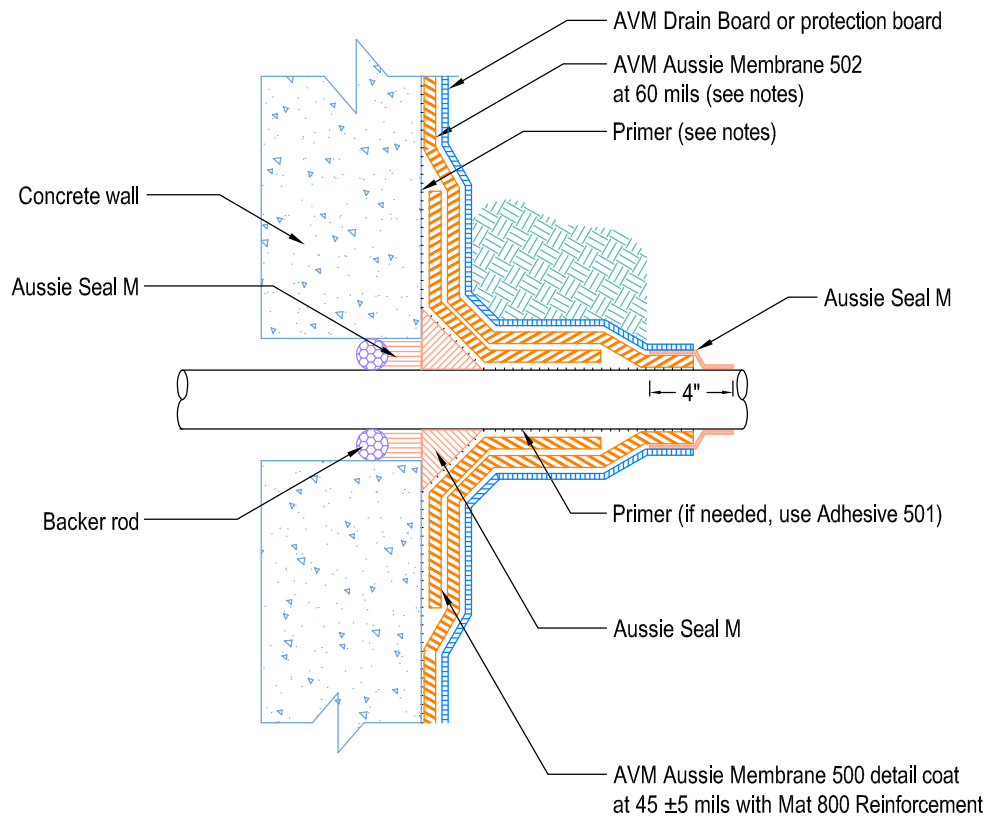 AVM Drain Board or protection board
AVM Aussie Membrane 502
at 60 mils (see notes)
Primer (see notes)
Concrete wall
Aussie Seal M
Aussie Seal M
4"
Backer rod
Primer (if needed, use Adhesive 501)
Aussie Seal M
AVM Aussie Membrane 500 detail coat
at 45 ±5 mils with Mat 800 Reinforcement